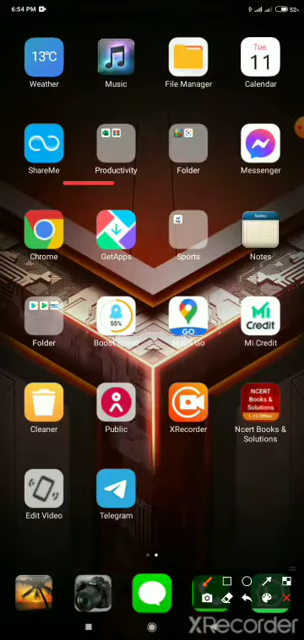 6:54 PM
52%
13°C
Tue.
11
Weather
Music
File Manager
Calendar
ShareMe
Productivity
Folder
Messenger
Chrome
GetApps
Sports
Notes
Notes
55%
GO
Mi
Credit
Folder
Mi Credit
NCERT
Books &
Solutions
Cleaner
Public
XRecorder
Ncert Books &
Solutions
Edit Video
Telegram
XRECORDER